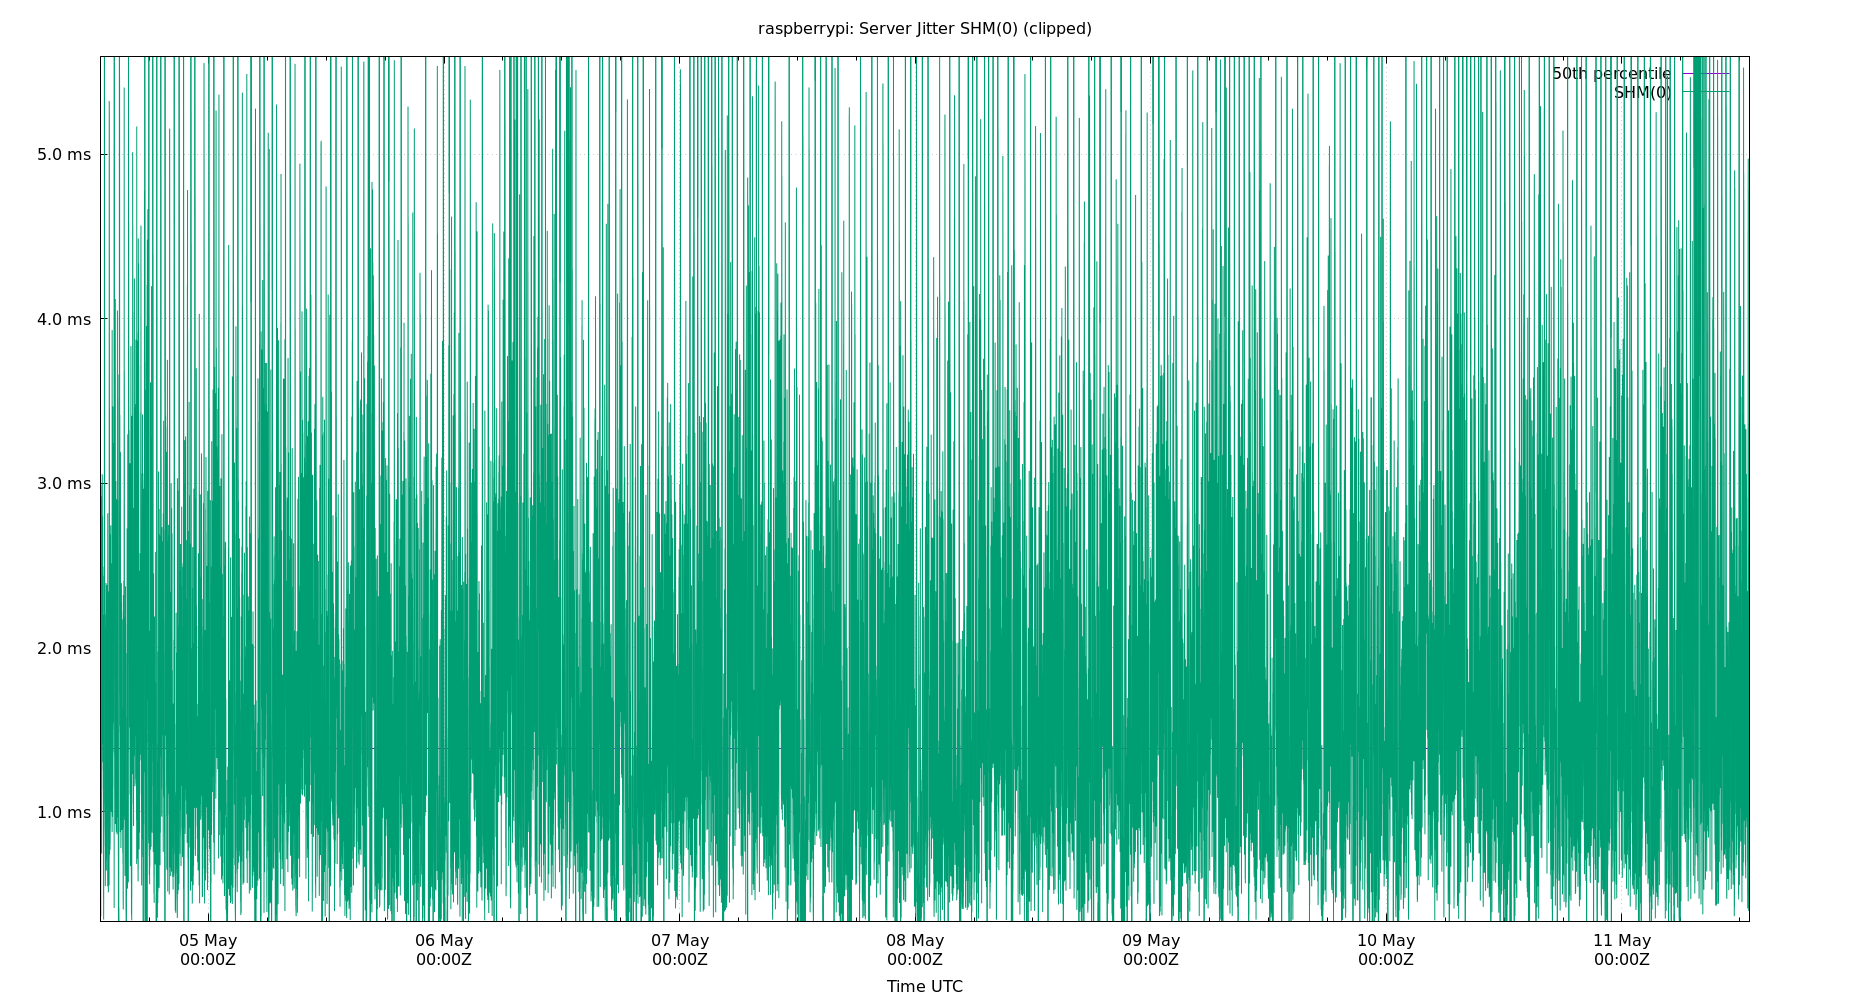 raspberrypi: Server Jitter SHM(0) (clipped)
50th percentile
SHM(0)
5.0 ms
4.0 ms
3.0 ms
2.0 ms
1.0 ms
05 May 06 May 07 May 08 May 09 May 10 May 11 May
00:00Z 00:00Z 00:00Z 00:00Z 00:00Z 00:00Z 00:00Z
Time UTC